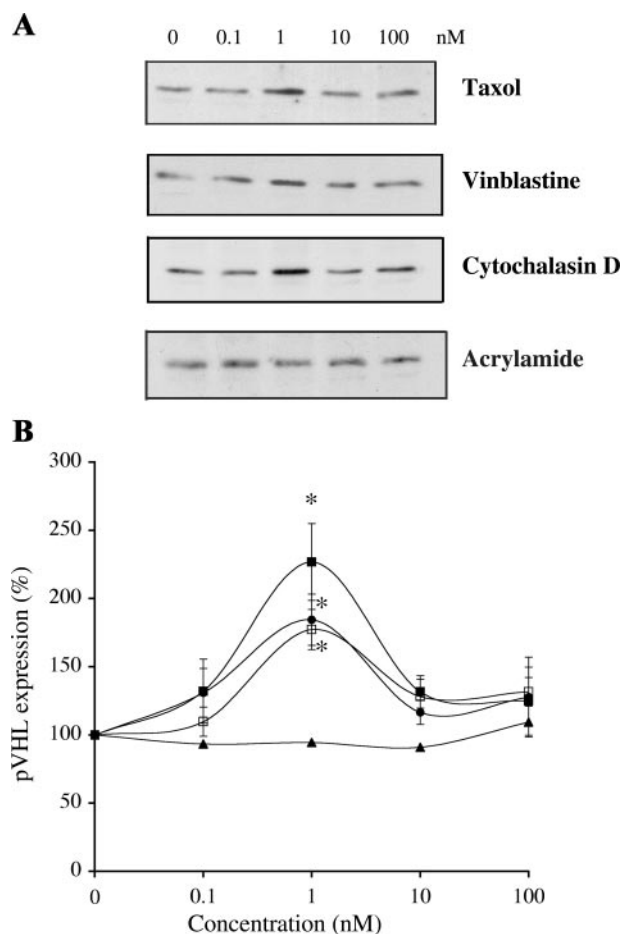 A
0 0.1 1 10 100 nM
Taxol
Vinblastine
Cytochalasin D
Acrylamide
B
300
250
200
150
100
50
0
pVHL expression (%)
*
*
*
0 0.1 1 10 100
Concentration (nM)